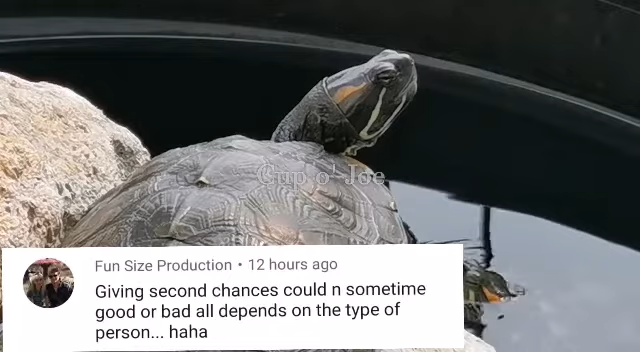 Cup o' Joe
Fun Size Production • 12 hours ago
Giving second chances could n sometime
good or bad all depends on the type of
person... haha